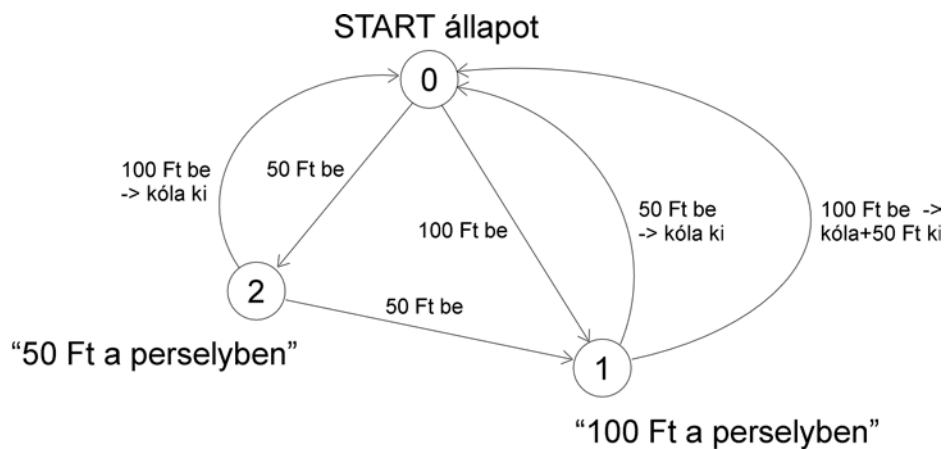 START állapot
0
100 Ft be
-> kóla ki
50 Ft be
100 Ft be
50 Ft be
-> kóla ki
100 Ft be ->
kóla+50 Ft ki
2
50 Ft be
“50 Ft a perselyben”
1
“100 Ft a perselyben”